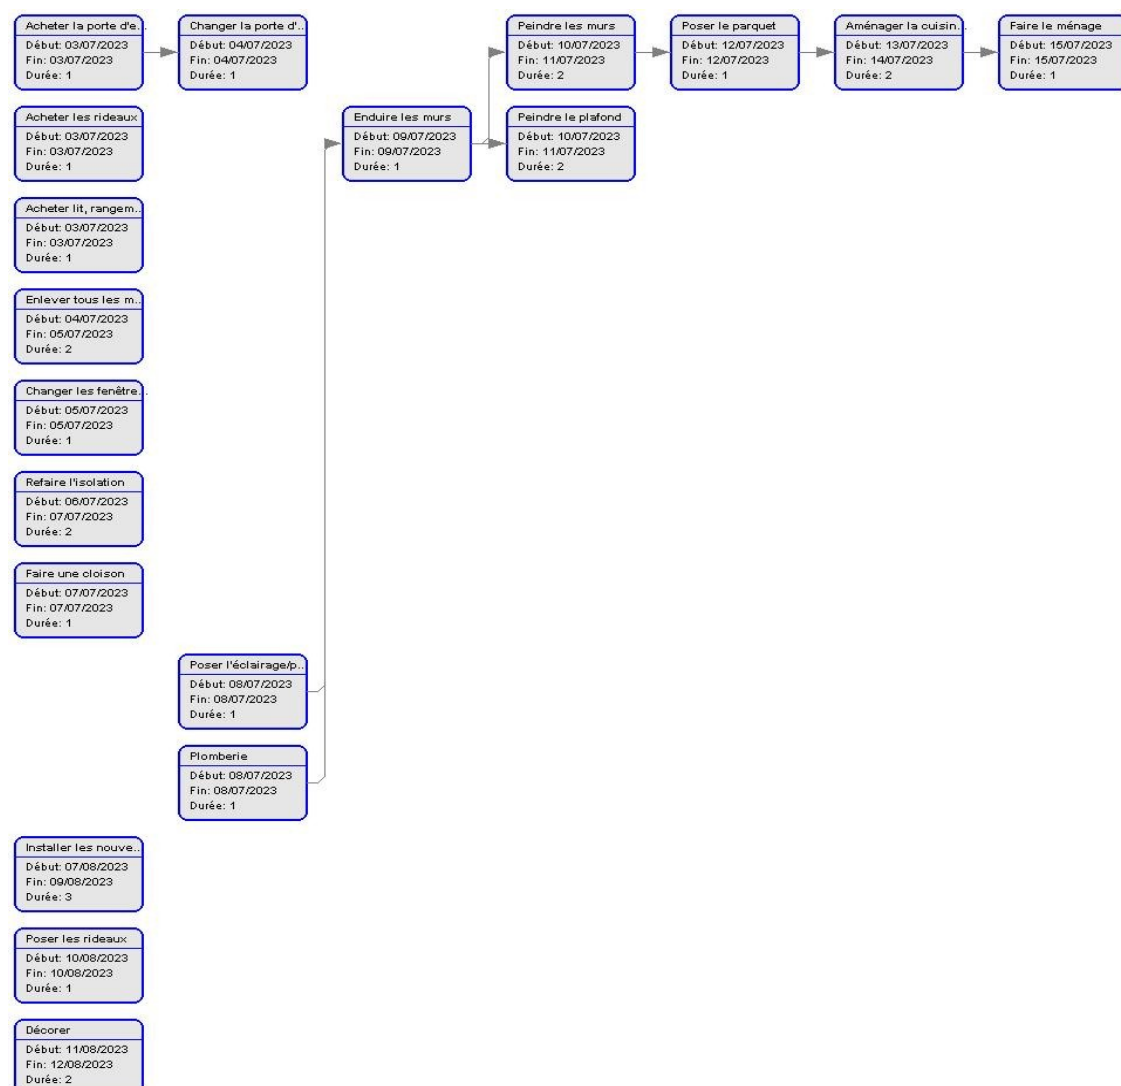 Acheter la porte d'e...
Début: 03/07/2023
Fin: 03/07/2023
Durée: 1
Changer la porte d'...
Début: 04/07/2023
Fin: 04/07/2023
Durée: 1
Peindre les murs
Début: 10/07/2023
Fin: 11/07/2023
Durée: 2
Poser le parquet
Début: 12/07/2023
Fin: 12/07/2023
Durée: 1
Aménager la cuisin...
Début: 13/07/2023
Fin: 14/07/2023
Durée: 2
Faire le ménage
Début: 15/07/2023
Fin: 15/07/2023
Durée: 1
Acheter les rideaux
Début: 03/07/2023
Fin: 03/07/2023
Durée: 1
Enduire les murs
Début: 09/07/2023
Fin: 09/07/2023
Durée: 1
Peindre le plafond
Début: 10/07/2023
Fin: 11/07/2023
Durée: 2
Acheter lit, rangem...
Début: 03/07/2023
Fin: 03/07/2023
Durée: 1
Enlever tous les m...
Début: 04/07/2023
Fin: 05/07/2023
Durée: 2
Changer les fenêtre...
Début: 05/07/2023
Fin: 05/07/2023
Durée: 1
Refaire l'isolation
Début: 06/07/2023
Fin: 07/07/2023
Durée: 2
Faire une cloison
Début: 07/07/2023
Fin: 07/07/2023
Durée: 1
Poser l'éclairage/p...
Début: 08/07/2023
Fin: 08/07/2023
Durée: 1
Plomberie
Début: 08/07/2023
Fin: 08/07/2023
Durée: 1
Installer les nouve...
Début: 07/08/2023
Fin: 09/08/2023
Durée: 3
Poser les rideaux
Début: 10/08/2023
Fin: 10/08/2023
Durée: 1
Décorer
Début: 11/08/2023
Fin: 12/08/2023
Durée: 2